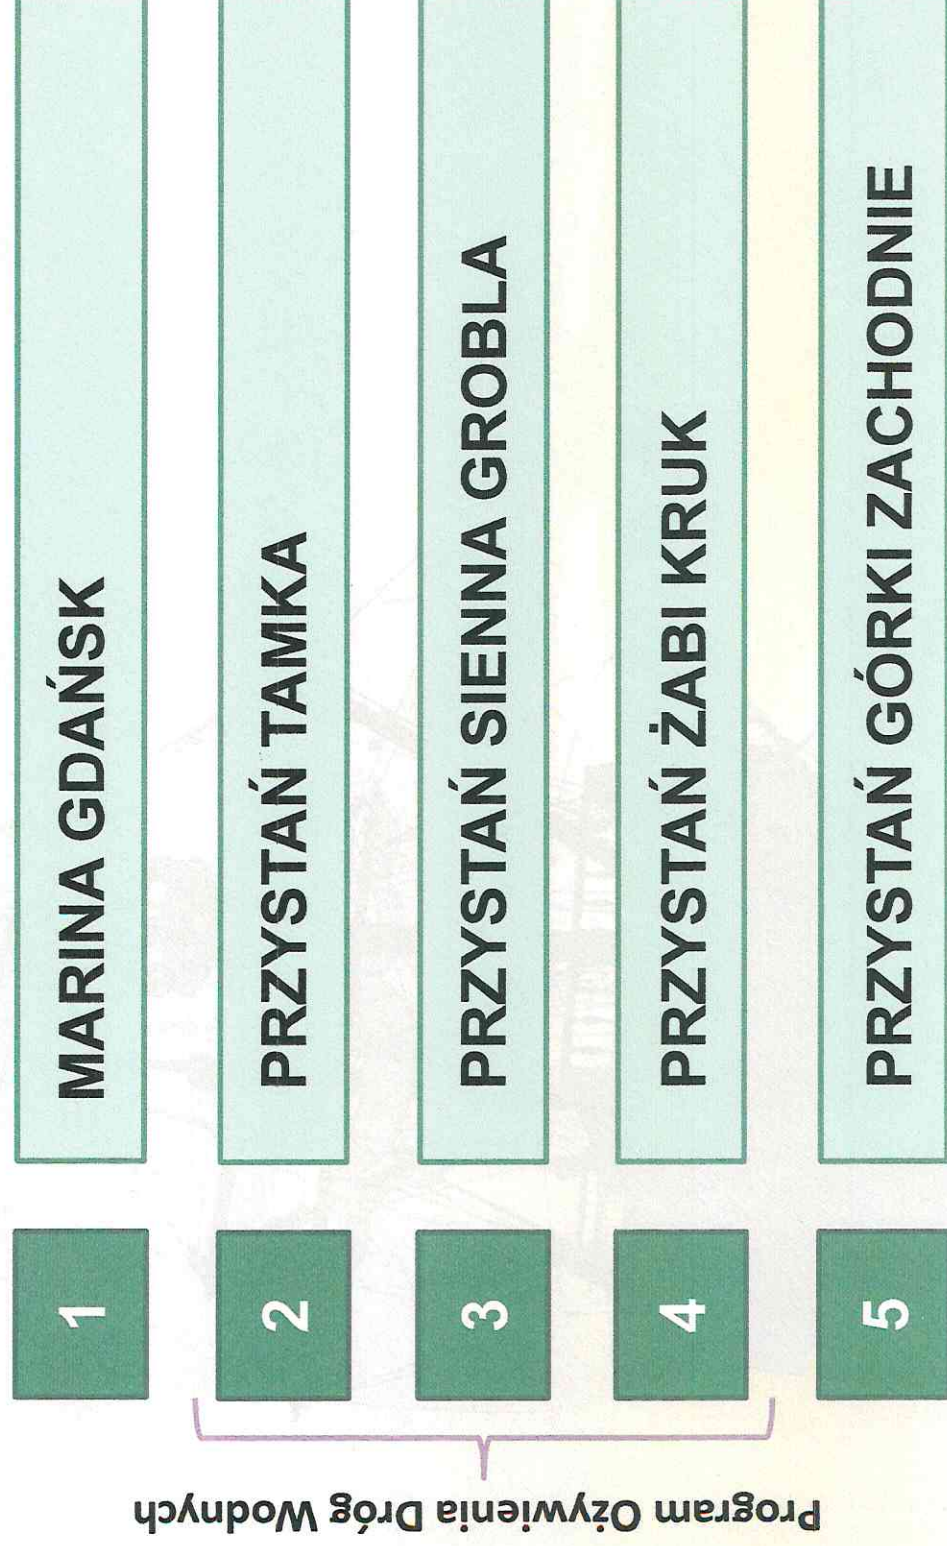 Program Ożywienia Dróg Wodnych
1
MARINA GDAŃSK
2
PRZYSTAŃ TAMKA
3
PRZYSTAŃ SIENNA GROBLA
4
PRZYSTAŃ ŻABI KRUK
5
PRZYSTAŃ GÓRKI ZACHODNIE